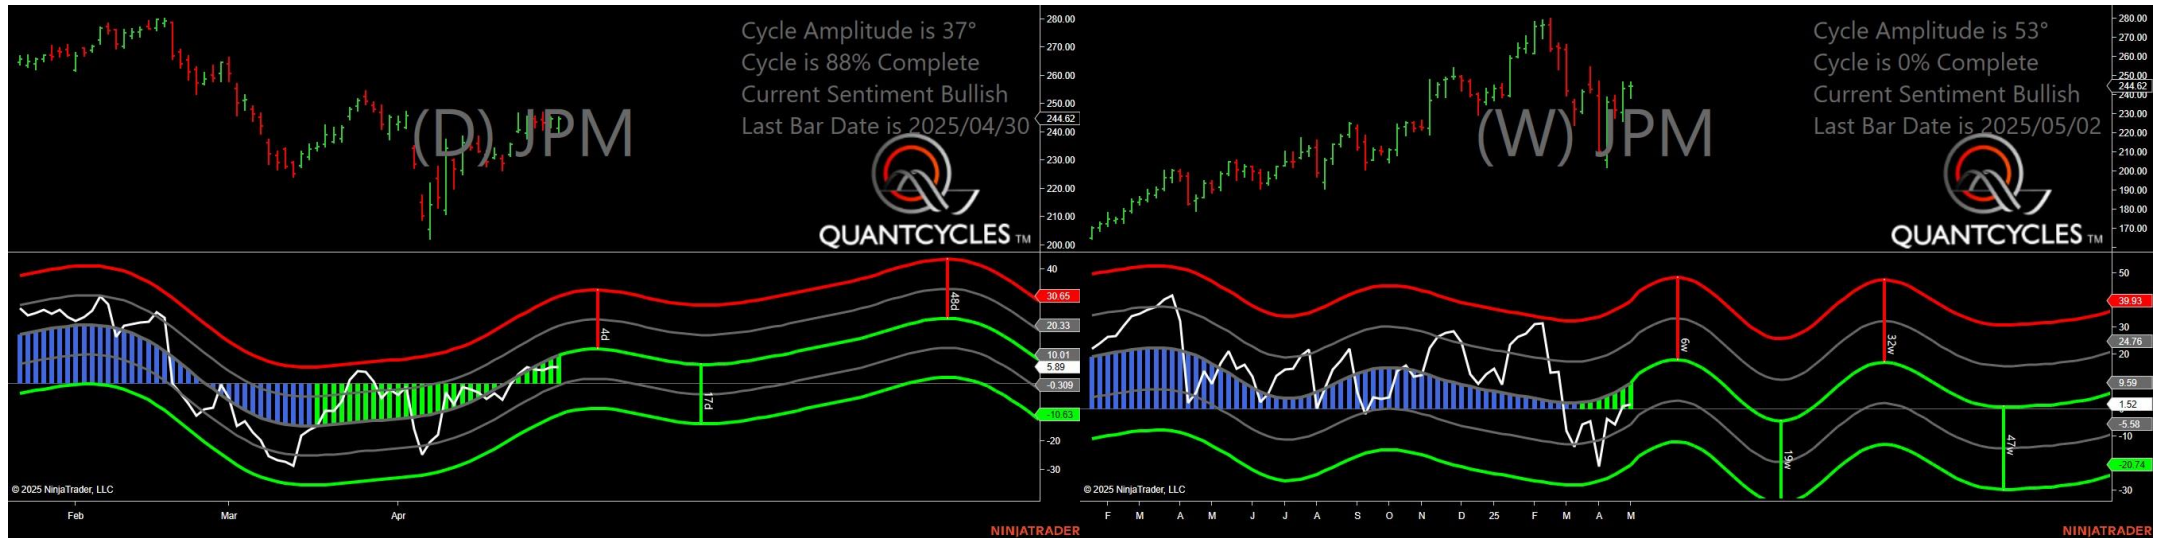 Cycle Amplitude is 37°
Cycle is 88% Complete
Current Sentiment Bullish
Last Bar Date is 2025/04/30
(D) JPM
QUANTCYCLES TM
280.00
270.00
260.00
250.00
244.62
240.00
230.00
220.00
210.00
200.00
40
30.65
20.33
10.01
5.89
-0.309
-10.63
-20
-30
4d
17d
48d
© 2025 NinjaTrader, LLC
Feb Mar Apr
NINJATRADER
Cycle Amplitude is 53°
Cycle is 0% Complete
Current Sentiment Bullish
Last Bar Date is 2025/05/02
(W) JPM
QUANTCYCLES TM
280.00
270.00
260.00
250.00
244.62
240.00
230.00
220.00
210.00
200.00
190.00
180.00
170.00
50
39.93
30
24.76
20
9.59
1.52
-5.58
-10
-20.74
-30
6w
19w
32w
47w
© 2025 NinjaTrader, LLC
F M A M J J A S O N D 25 F M A M
NINJATRADER